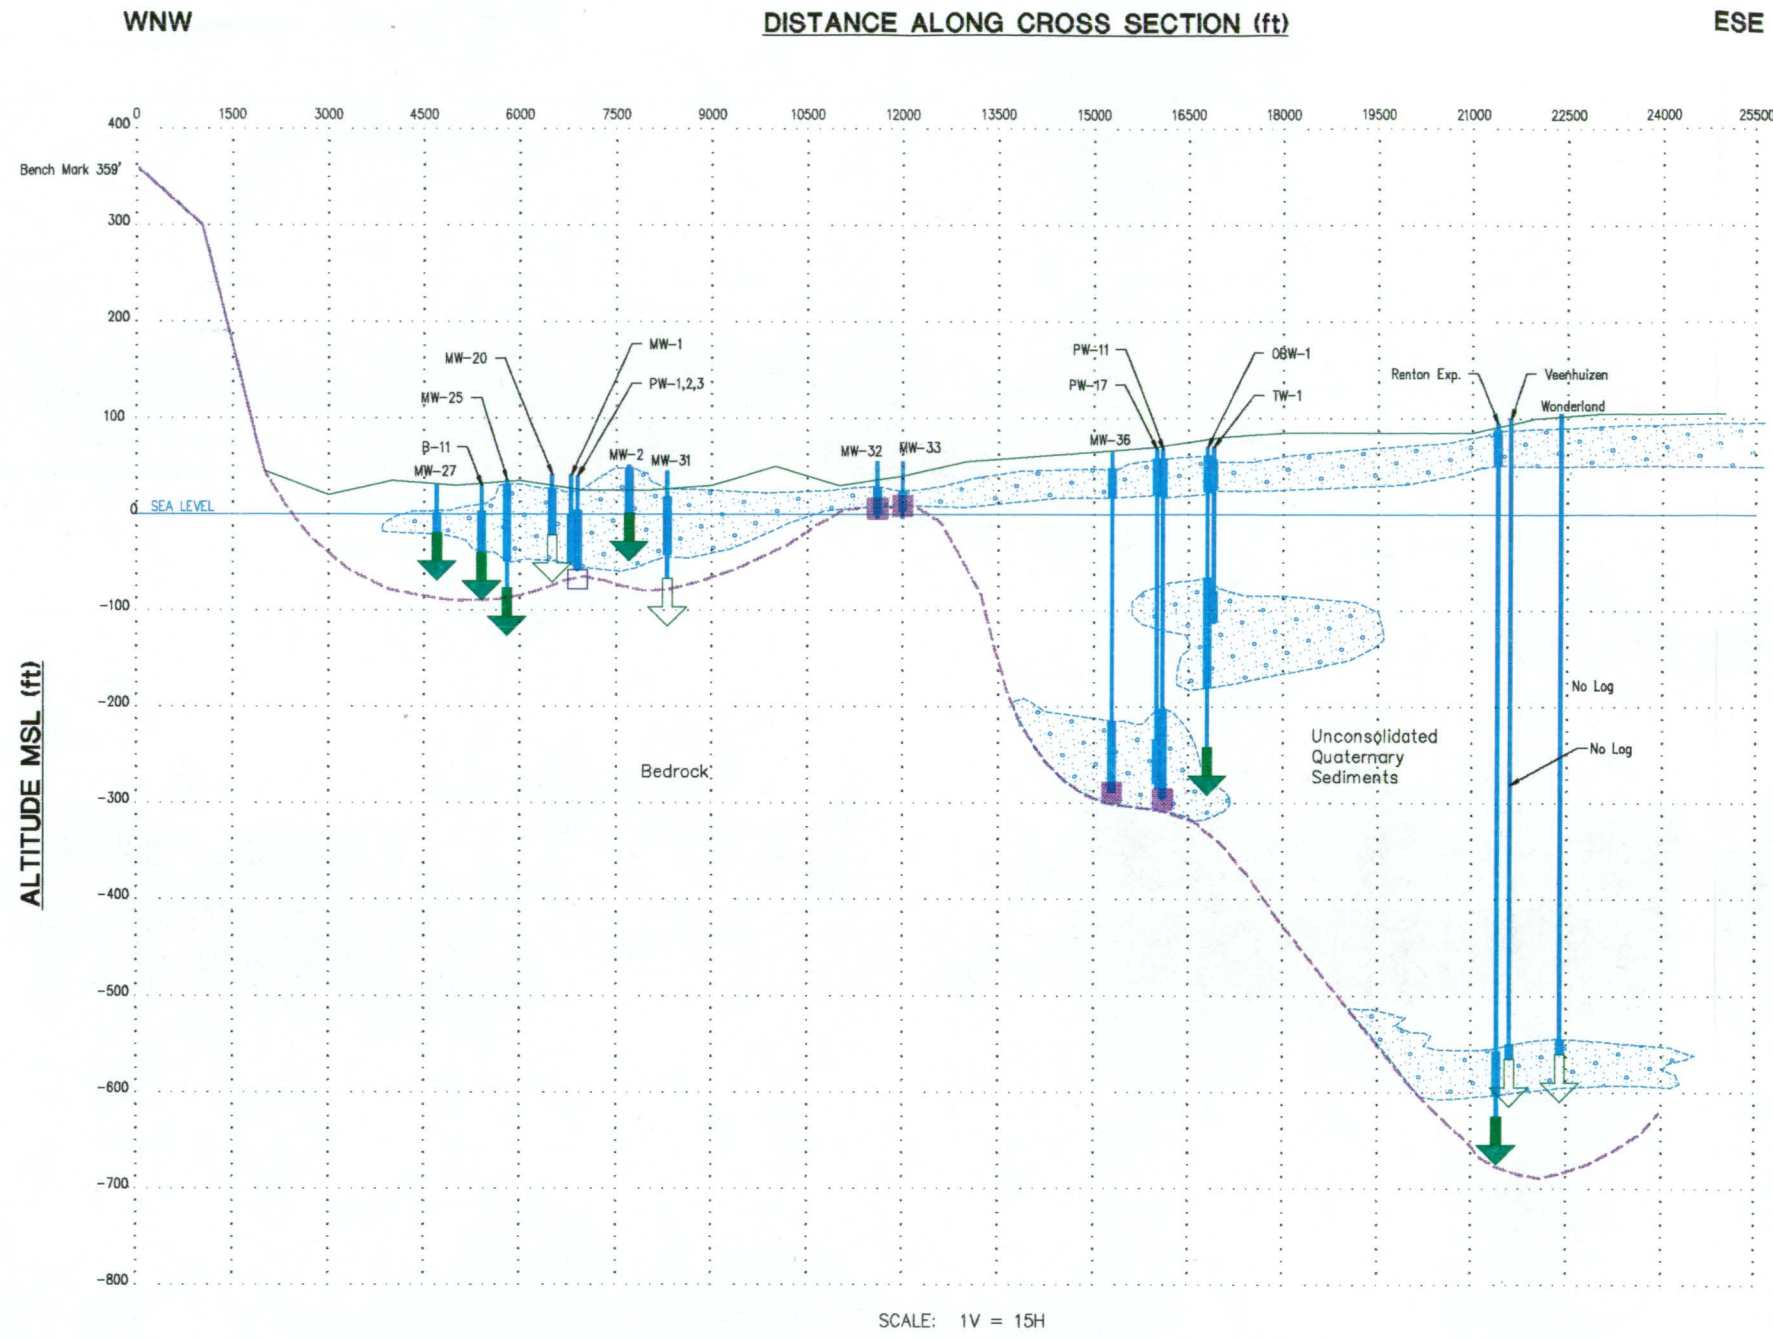 WNW DISTANCE ALONG CROSS SECTION (ft) ESE
0 1500 3000 4500 6000 7500 9000 10500 12000 13500 15000 16500 18000 19500 21000 22500 24000 25500
400
Bench Mark 359'
300
200
MW-1
PW-11
OBW-1
MW-20
PW-1,2,3
PW-17
Renton Exp.
Veenhuizen
MW-25
TW-1
Wonderland
100
B-11
MW-2
MW-32
MW-33
MW-36
MW-27
MW-31
0 SEA LEVEL
-100
ALTITUDE MSL (ft)
No Log
-200
Unconsolidated
Quaternary
Sediments
No Log
Bedrock
-300
-400
-500
-600
-700
-800
SCALE: 1V = 15H